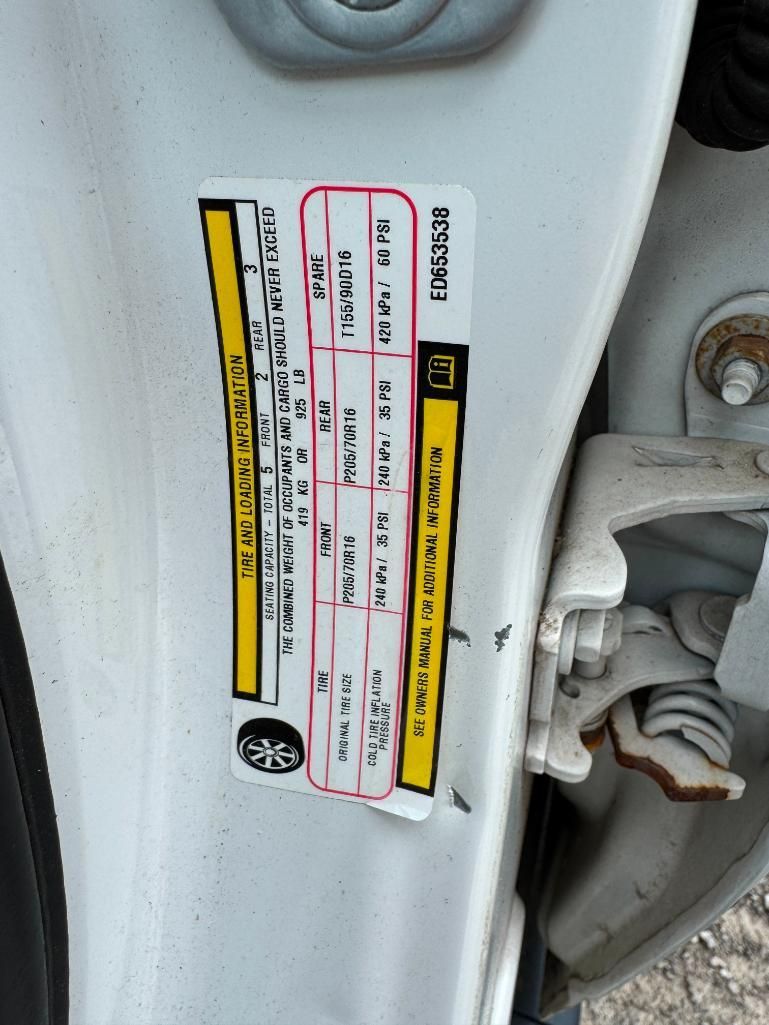 TIRE AND LOADING INFORMATION
SEATING CAPACITY - TOTAL 5 FRONT 2 REAR 3
THE COMBINED WEIGHT OF OCCUPANTS AND CARGO SHOULD NEVER EXCEED
419 KG OR 925 LB
TIRE FRONT REAR SPARE
ORIGINAL TIRE SIZE P205/70R16 P205/70R16 T155/90D16
COLD TIRE INFLATION PRESSURE 240 kPa / 35 PSI 240 kPa / 35 PSI 420 kPa / 60 PSI
SEE OWNERS MANUAL FOR ADDITIONAL INFORMATION
ED653538